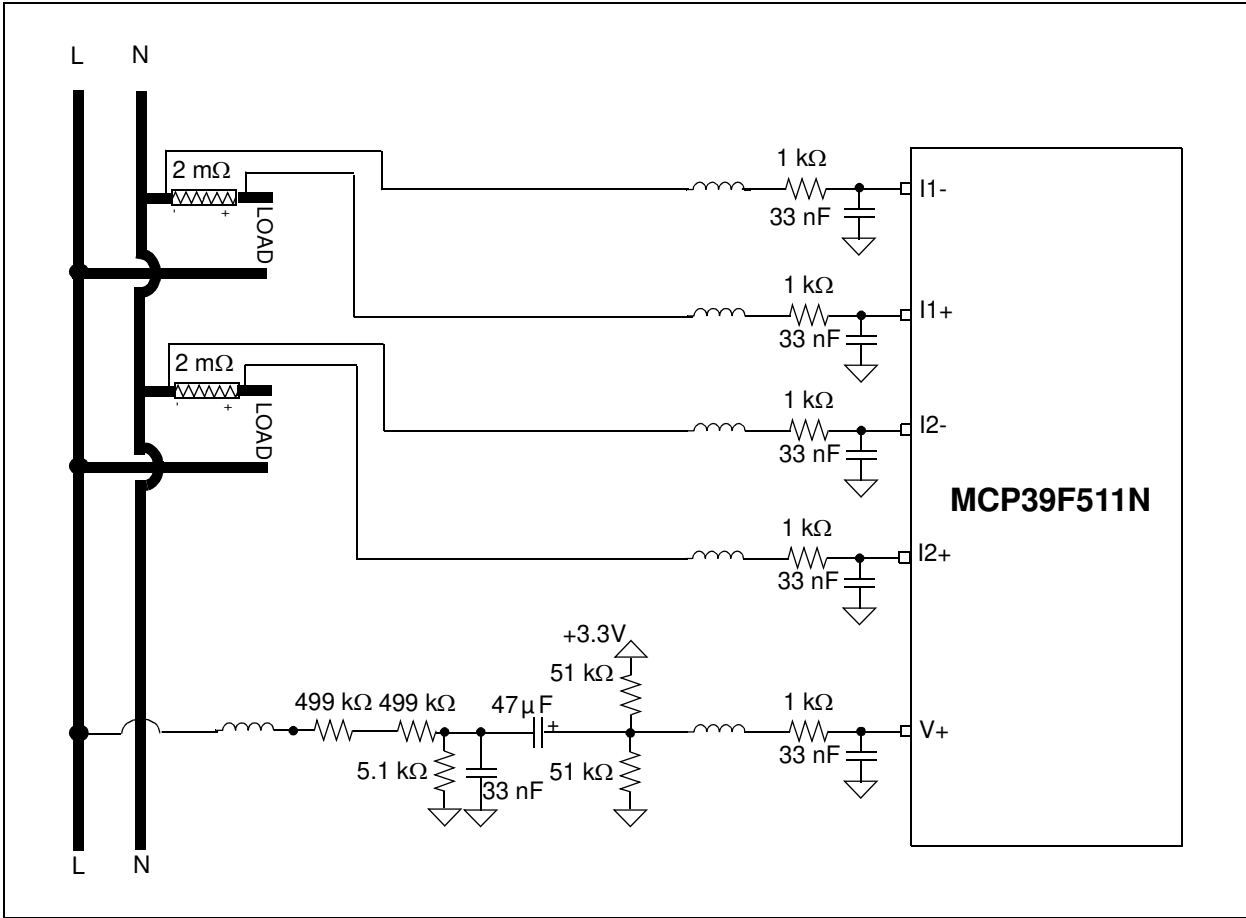 L N
2 mΩ
- +
LOAD
1 kΩ
33 nF
I1-
1 kΩ
33 nF
I1+
2 mΩ
- +
LOAD
1 kΩ
33 nF
I2-
MCP39F511N
1 kΩ
33 nF
I2+
+3.3V
51 kΩ
499 kΩ 499 kΩ
47µF
+
1 kΩ
V+
33 nF
5.1 kΩ
33 nF
51 kΩ
L N